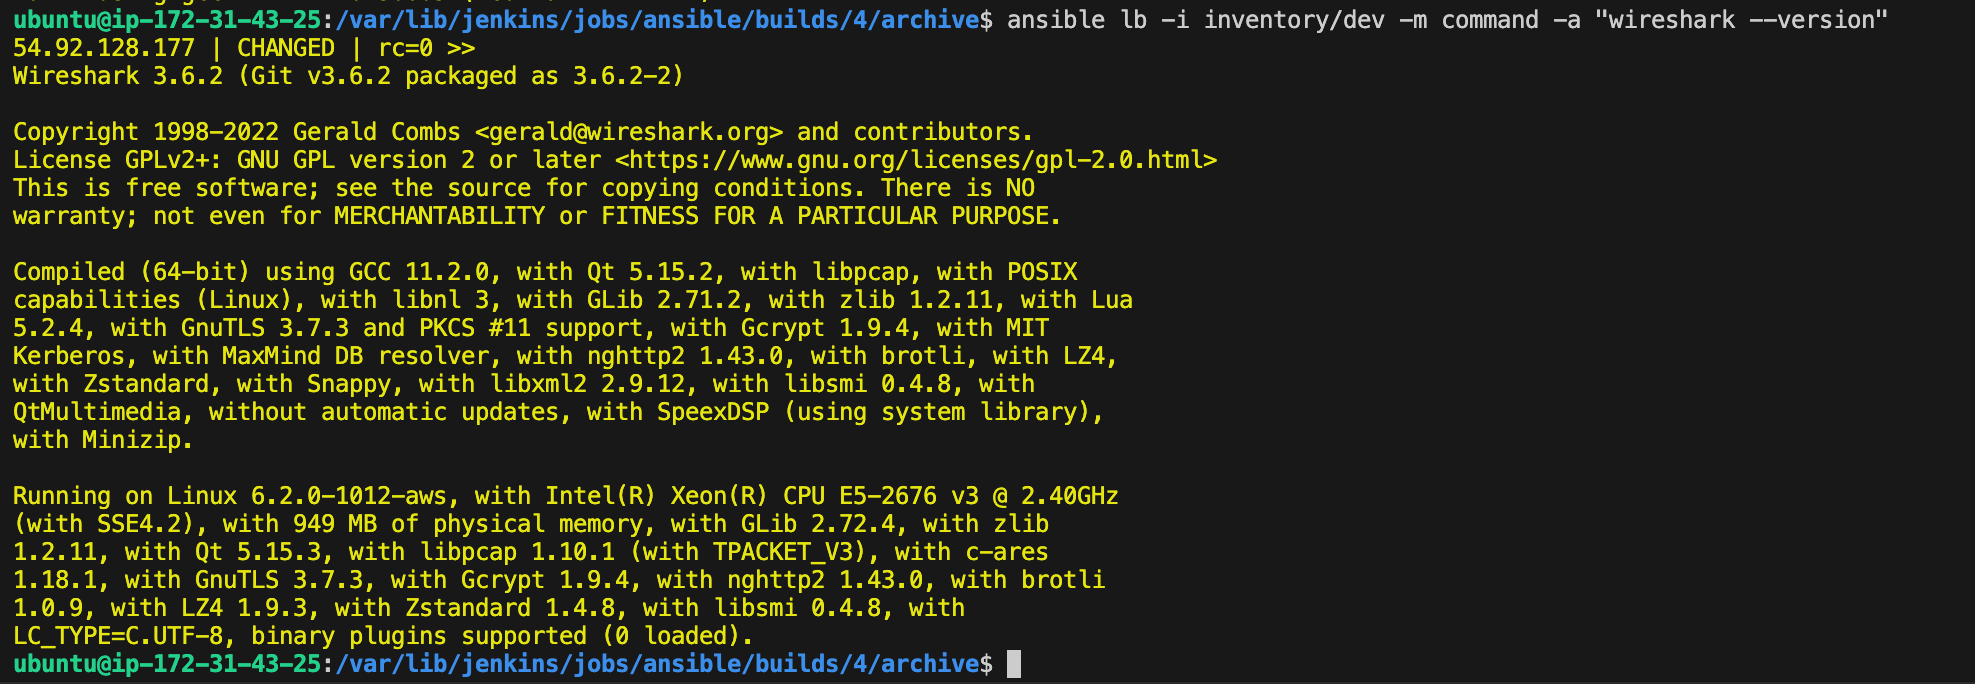 ubuntu@ip-172-31-43-25:/var/lib/jenkins/jobs/ansible/builds/4/archive$ ansible lb -i inventory/dev -m command -a "wireshark --version"
54.92.128.177 | CHANGED | rc=0 >>
Wireshark 3.6.2 (Git v3.6.2 packaged as 3.6.2-2)

Copyright 1998-2022 Gerald Combs <gerald@wireshark.org> and contributors.
License GPLv2+: GNU GPL version 2 or later <https://www.gnu.org/licenses/gpl-2.0.html>
This is free software; see the source for copying conditions. There is NO
warranty; not even for MERCHANTABILITY or FITNESS FOR A PARTICULAR PURPOSE.

Compiled (64-bit) using GCC 11.2.0, with Qt 5.15.2, with libpcap, with POSIX
capabilities (Linux), with libnl 3, with GLib 2.71.2, with zlib 1.2.11, with Lua
5.2.4, with GnuTLS 3.7.3 and PKCS #11 support, with Gcrypt 1.9.4, with MIT
Kerberos, with MaxMind DB resolver, with nghttp2 1.43.0, with brotli, with LZ4,
with Zstandard, with Snappy, with libxml2 2.9.12, with libsmi 0.4.8, with
QtMultimedia, without automatic updates, with SpeexDSP (using system library),
with Minizip.

Running on Linux 6.2.0-1012-aws, with Intel(R) Xeon(R) CPU E5-2676 v3 @ 2.40GHz
(with SSE4.2), with 949 MB of physical memory, with GLib 2.72.4, with zlib
1.2.11, with Qt 5.15.3, with libpcap 1.10.1 (with TPACKET_V3), with c-ares
1.18.1, with GnuTLS 3.7.3, with Gcrypt 1.9.4, with nghttp2 1.43.0, with brotli
1.0.9, with LZ4 1.9.3, with Zstandard 1.4.8, with libsmi 0.4.8, with
LC_TYPE=C.UTF-8, binary plugins supported (0 loaded).
ubuntu@ip-172-31-43-25:/var/lib/jenkins/jobs/ansible/builds/4/archive$